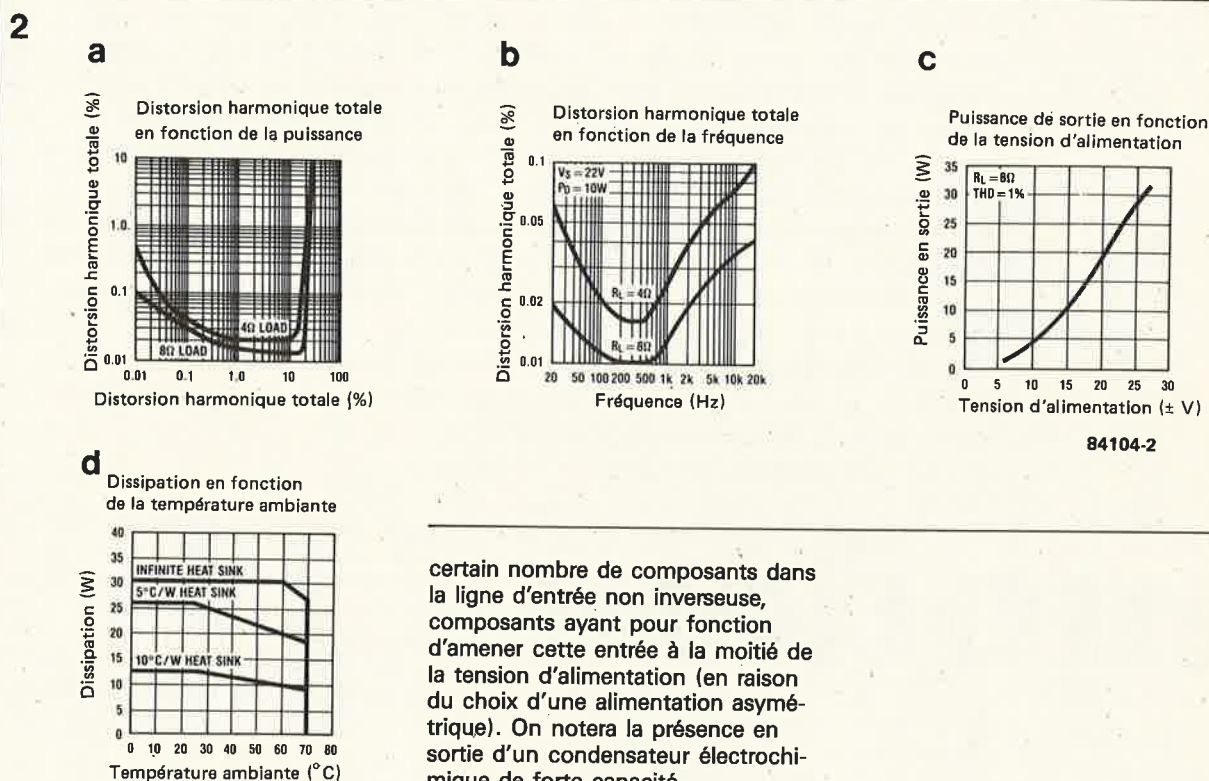 2
a
Distorsion harmonique totale
en fonction de la puissance
Distorsion harmonique totale (%)
10
1.0
0.1
0.01
4Ω LOAD
8Ω LOAD
0.01 0.1 1.0 10 100
Distorsion harmonique totale (%)
b
Distorsion harmonique totale
en fonction de la fréquence
Distorsion harmonique totale (%)
0.1
0.05
0.02
0.01
VS = 22V
PO = 10W
RL = 4Ω
RL = 8Ω
20 50 100 200 500 1k 2k 5k 10k 20k
Fréquence (Hz)
c
Puissance de sortie en fonction
de la tension d'alimentation
Puissance en sortie (W)
35
30
25
20
15
10
5
0
RL = 8Ω
THD = 1%
0 5 10 15 20 25 30
Tension d'alimentation (± V)
84104-2
d
Dissipation en fonction
de la température ambiante
Dissipation (W)
40
35
30
25
20
15
10
5
0
INFINITE HEAT SINK
5°C/W HEAT SINK
10°C/W HEAT SINK
0 10 20 30 40 50 60 70 80
Température ambiante (°C)
certain nombre de composants dans
la ligne d'entrée non inverseuse,
composants ayant pour fonction
d'amener cette entrée à la moitié de
la tension d'alimentation (en raison
du choix d'une alimentation asymé-
trique). On notera la présence en
sortie d'un condensateur électrochi-
mique de forte capacité